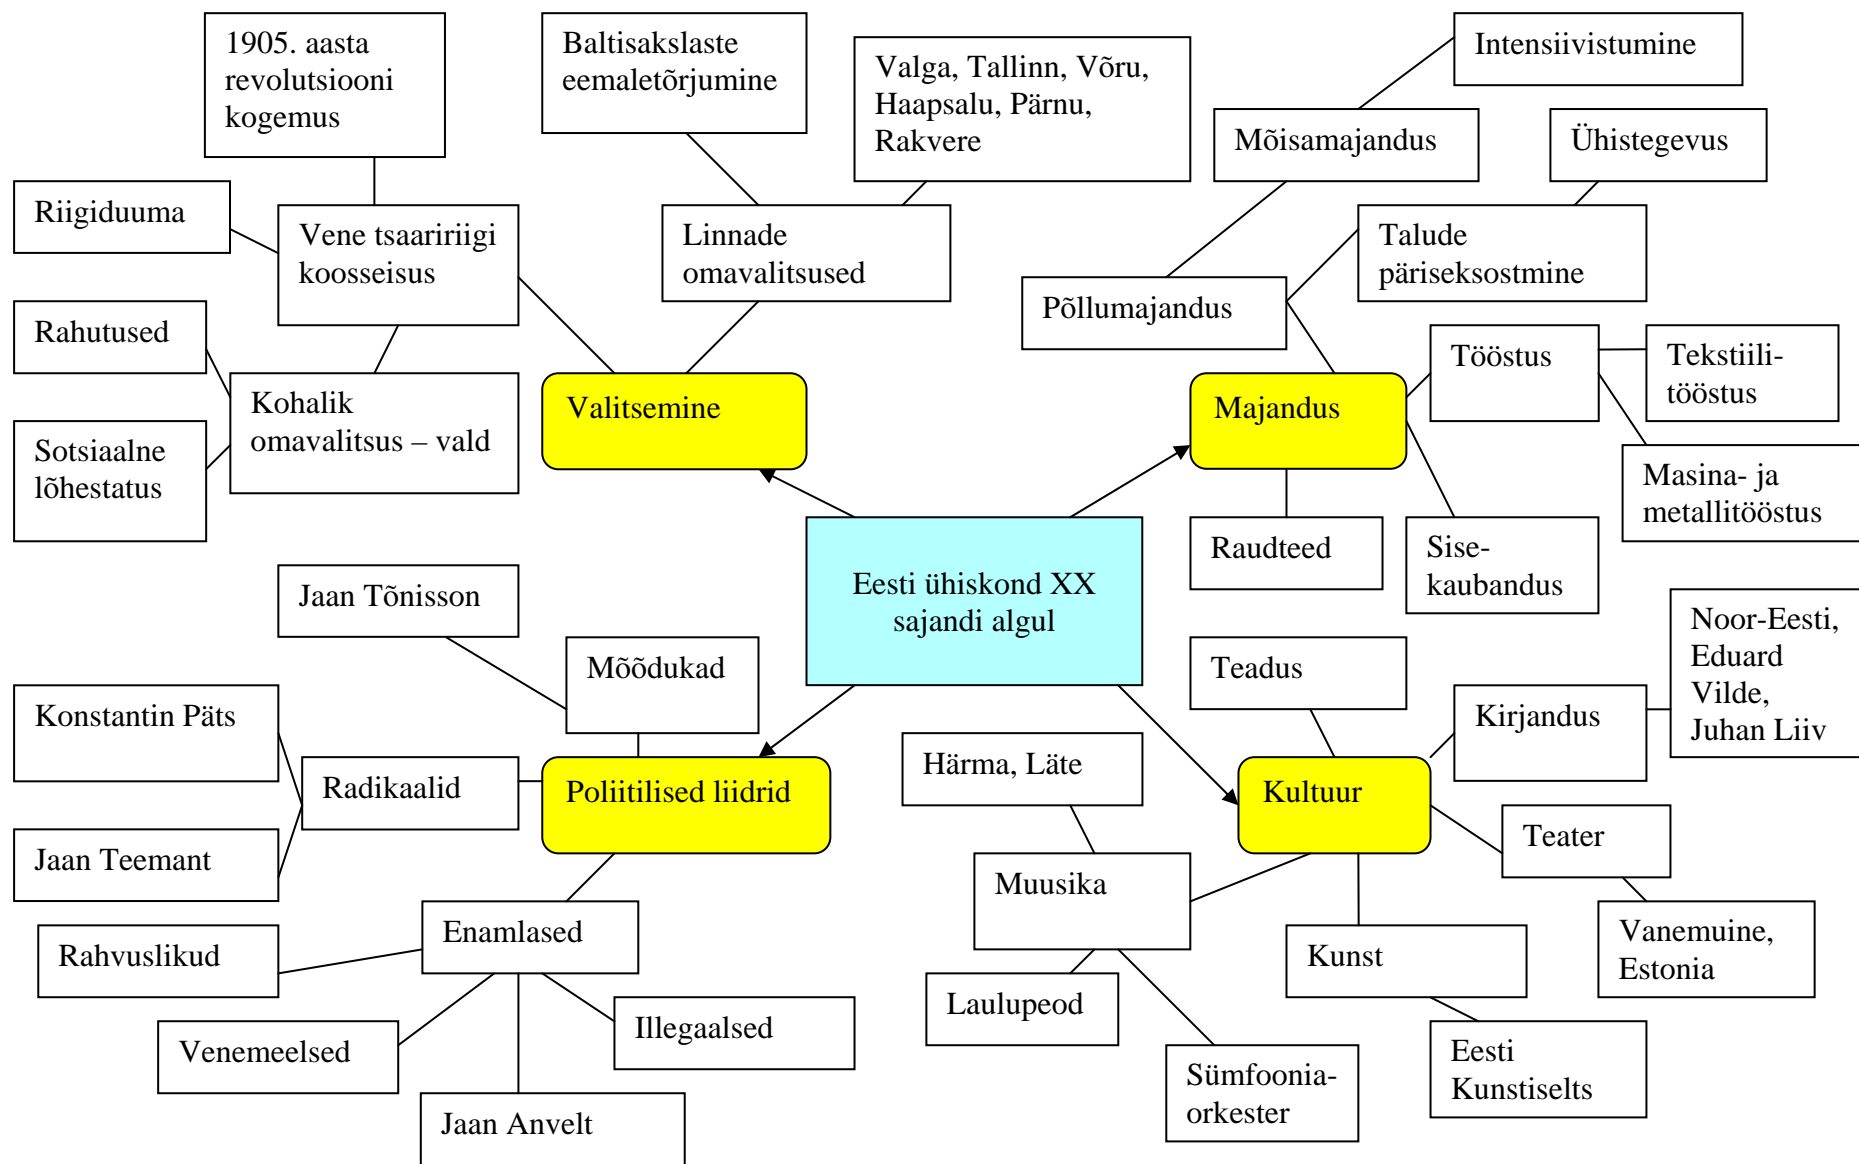 1905. aasta
revolutsiooni
kogemus
Baltisakslaste
eemaletõrjumine
Valga, Tallinn, Võru,
Haapsalu, Pärnu,
Rakvere
Intensiivistumine
Mõisamajandus
Ühistegevus
Riigiduuma
Vene tsaaririigi
koosseisus
Linnade
omavalitsused
Talude
päriseksostmine
Põllumajandus
Rahutused
Tööstus
Tekstiili-
tööstus
Kohalik
omavalitsus – vald
Valitsemine
Majandus
Sotsiaalne
lõhestatus
Masina- ja
metallitööstus
Raudteed
Sise-
kaubandus
Eesti ühiskond XX
sajandi algul
Jaan Tõnisson
Mõõdukad
Teadus
Noor-Eesti,
Eduard
Vilde,
Juhan Liiv
Kirjandus
Konstantin Päts
Härma, Läte
Radikaalid
Poliitilised liidrid
Kultuur
Teater
Jaan Teemant
Muusika
Enamlased
Rahvuslikud
Kunst
Vanemuine,
Estonia
Laulupeod
Illegaalsed
Venemeelsed
Sümfoonia-
orkester
Eesti
Kunstiselts
Jaan Anvelt